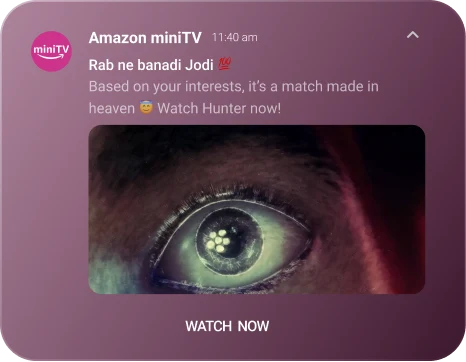 miniTV
Amazon miniTV 11:40 am
Rab ne banadi Jodi 💯
Based on your interests, it’s a match made in
heaven 😇 Watch Hunter now!
WATCH NOW